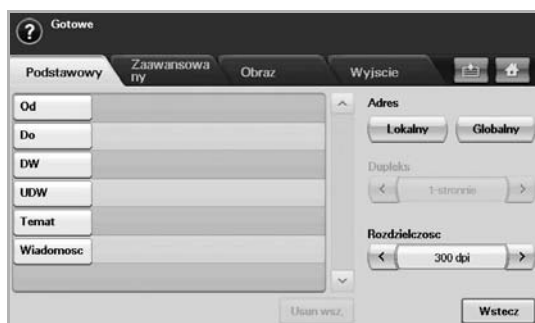 Gotowe
Podstawowy
Zaawansowa
ny
Obraz
Wyjscie
Od
Do
DW
UDW
Temat
Wiadomosc
Adres
Lokalny
Globalny
Dupleks
1-stronnie
Rozdzielczosc
300 dpi
Usun wsz.
Wstecz